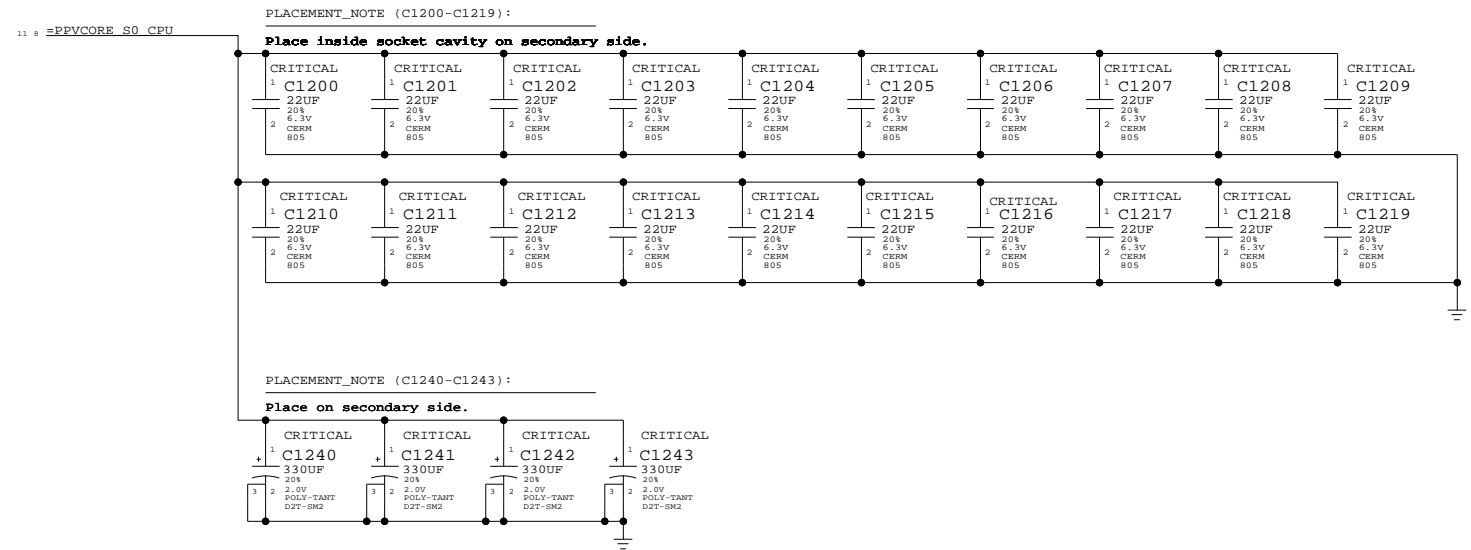 PLACEMENT_NOTE (C1200-C1219):
11 8 =PPVCORE_S0_CPU
Place inside socket cavity on secondary side.
CRITICAL CRITICAL CRITICAL CRITICAL CRITICAL CRITICAL CRITICAL CRITICAL CRITICAL CRITICAL
1 C1200 1 C1201 1 C1202 1 C1203 1 C1204 1 C1205 1 C1206 1 C1207 1 C1208 1 C1209
22UF 22UF 22UF 22UF 22UF 22UF 22UF 22UF 22UF 22UF
20% 20% 20% 20% 20% 20% 20% 20% 20% 20%
6.3V 6.3V 6.3V 6.3V 6.3V 6.3V 6.3V 6.3V 6.3V 6.3V
2 CERM 2 CERM 2 CERM 2 CERM 2 CERM 2 CERM 2 CERM 2 CERM 2 CERM 2 CERM
805 805 805 805 805 805 805 805 805 805
CRITICAL CRITICAL CRITICAL CRITICAL CRITICAL CRITICAL CRITICAL CRITICAL CRITICAL CRITICAL
1 C1210 1 C1211 1 C1212 1 C1213 1 C1214 1 C1215 1 C1216 1 C1217 1 C1218 1 C1219
22UF 22UF 22UF 22UF 22UF 22UF 22UF 22UF 22UF 22UF
20% 20% 20% 20% 20% 20% 20% 20% 20% 20%
6.3V 6.3V 6.3V 6.3V 6.3V 6.3V 6.3V 6.3V 6.3V 6.3V
2 CERM 2 CERM 2 CERM 2 CERM 2 CERM 2 CERM 2 CERM 2 CERM 2 CERM 2 CERM
805 805 805 805 805 805 805 805 805 805
PLACEMENT_NOTE (C1240-C1243):
Place on secondary side.
CRITICAL CRITICAL CRITICAL CRITICAL
+ 1 C1240 + 1 C1241 + 1 C1242 + 1 C1243
330UF 330UF 330UF 330UF
20% 20% 20% 20%
3 2 2.0V 3 2 2.0V 3 2 2.0V 3 2 2.0V
POLY-TANT POLY-TANT POLY-TANT POLY-TANT
D2T-SM2 D2T-SM2 D2T-SM2 D2T-SM2